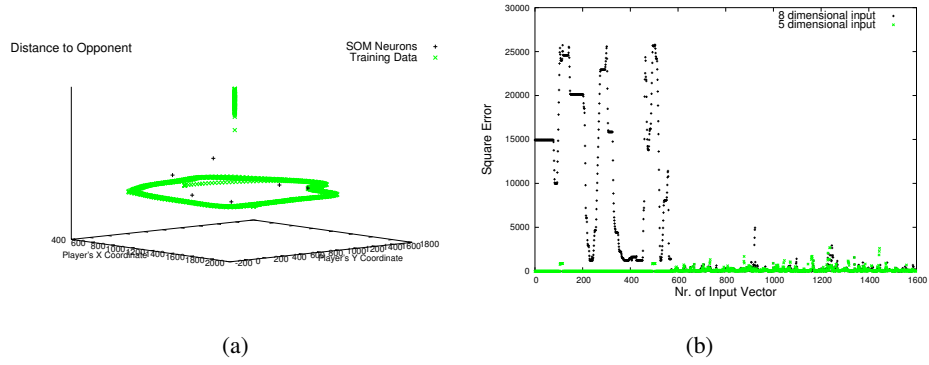 Distance to Opponent
SOM Neurons
Training Data
400 600 800 1000 1200 1400 1600 1800 2000
Player's X Coordinate
-200 0 200 400 600 800 1000 1200 1400 1600 1800
Player's Y Coordinate
(a)
30000
25000
20000
15000
10000
5000
0
Square Error
8 dimensional input
5 dimensional input
0 200 400 600 800 1000 1200 1400 1600
Nr. of Input Vector
(b)